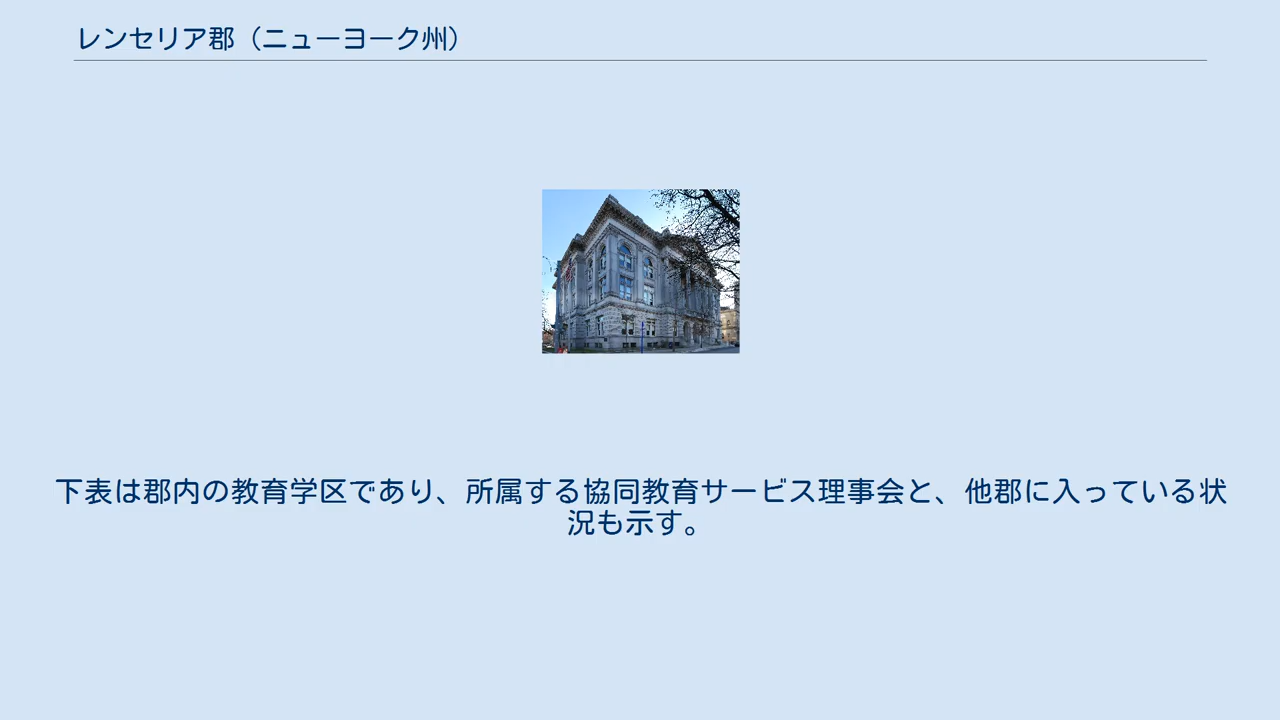 レンセリア郡（ニューヨーク州）
下表は郡内の教育学区であり、所属する協同教育サービス理事会と、他郡に入っている状
況も示す。